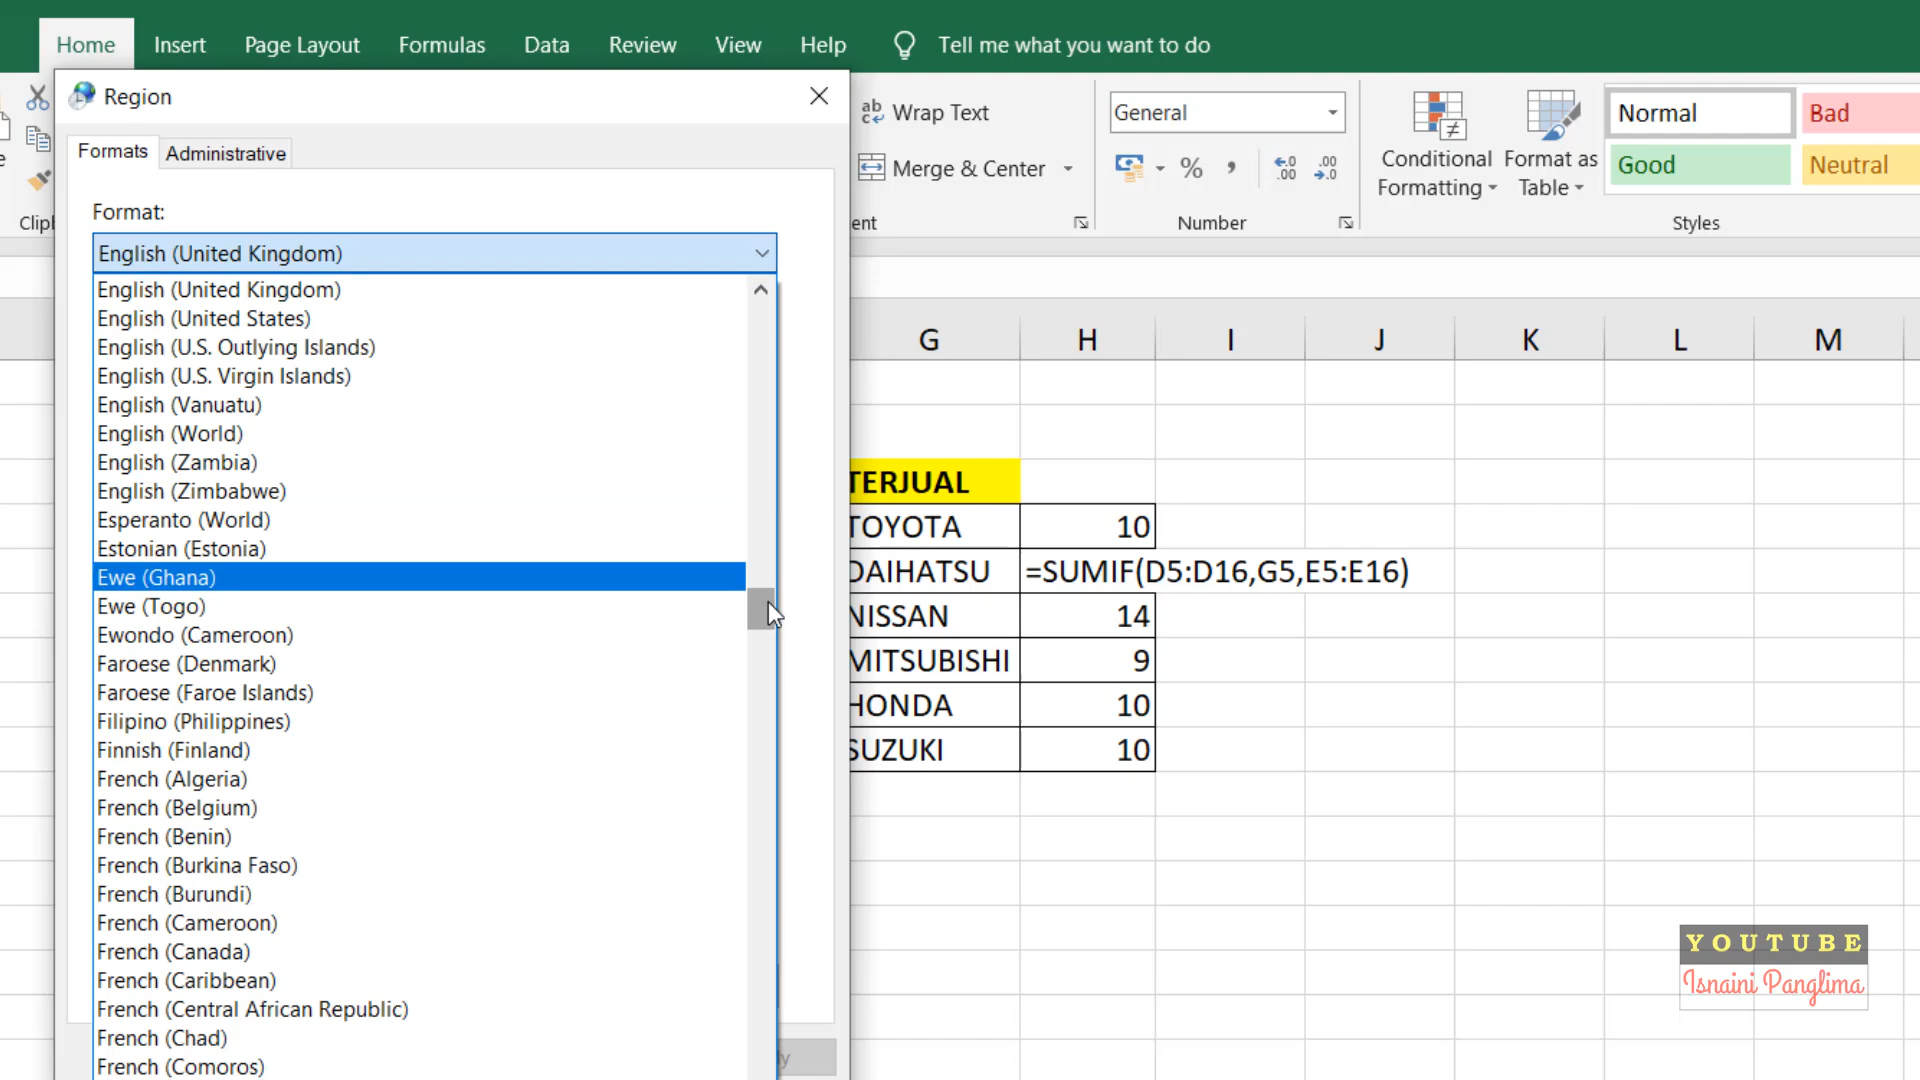 Home Insert Page Layout Formulas Data Review View Help Tell me what you want to do
Region
Formats Administrative
Format:
English (United Kingdom)
English (United Kingdom)
English (United States)
English (U.S. Outlying Islands)
English (U.S. Virgin Islands)
English (Vanuatu)
English (World)
English (Zambia)
English (Zimbabwe)
Esperanto (World)
Estonian (Estonia)
Ewe (Ghana)
Ewe (Togo)
Ewondo (Cameroon)
Faroese (Denmark)
Faroese (Faroe Islands)
Filipino (Philippines)
Finnish (Finland)
French (Algeria)
French (Belgium)
French (Benin)
French (Burkina Faso)
French (Burundi)
French (Cameroon)
French (Canada)
French (Caribbean)
French (Central African Republic)
French (Chad)
French (Comoros)
Wrap Text
Merge & Center
General
Number
Conditional
Formatting
Format as
Table
Normal Bad
Good Neutral
Styles
G H I J K L M
TERJUAL
TOYOTA 10
DAIHATSU =SUMIF(D5:D16,G5,E5:E16)
NISSAN 14
MITSUBISHI 9
HONDA 10
SUZUKI 10
YOUTUBE
Isnaini Panglima